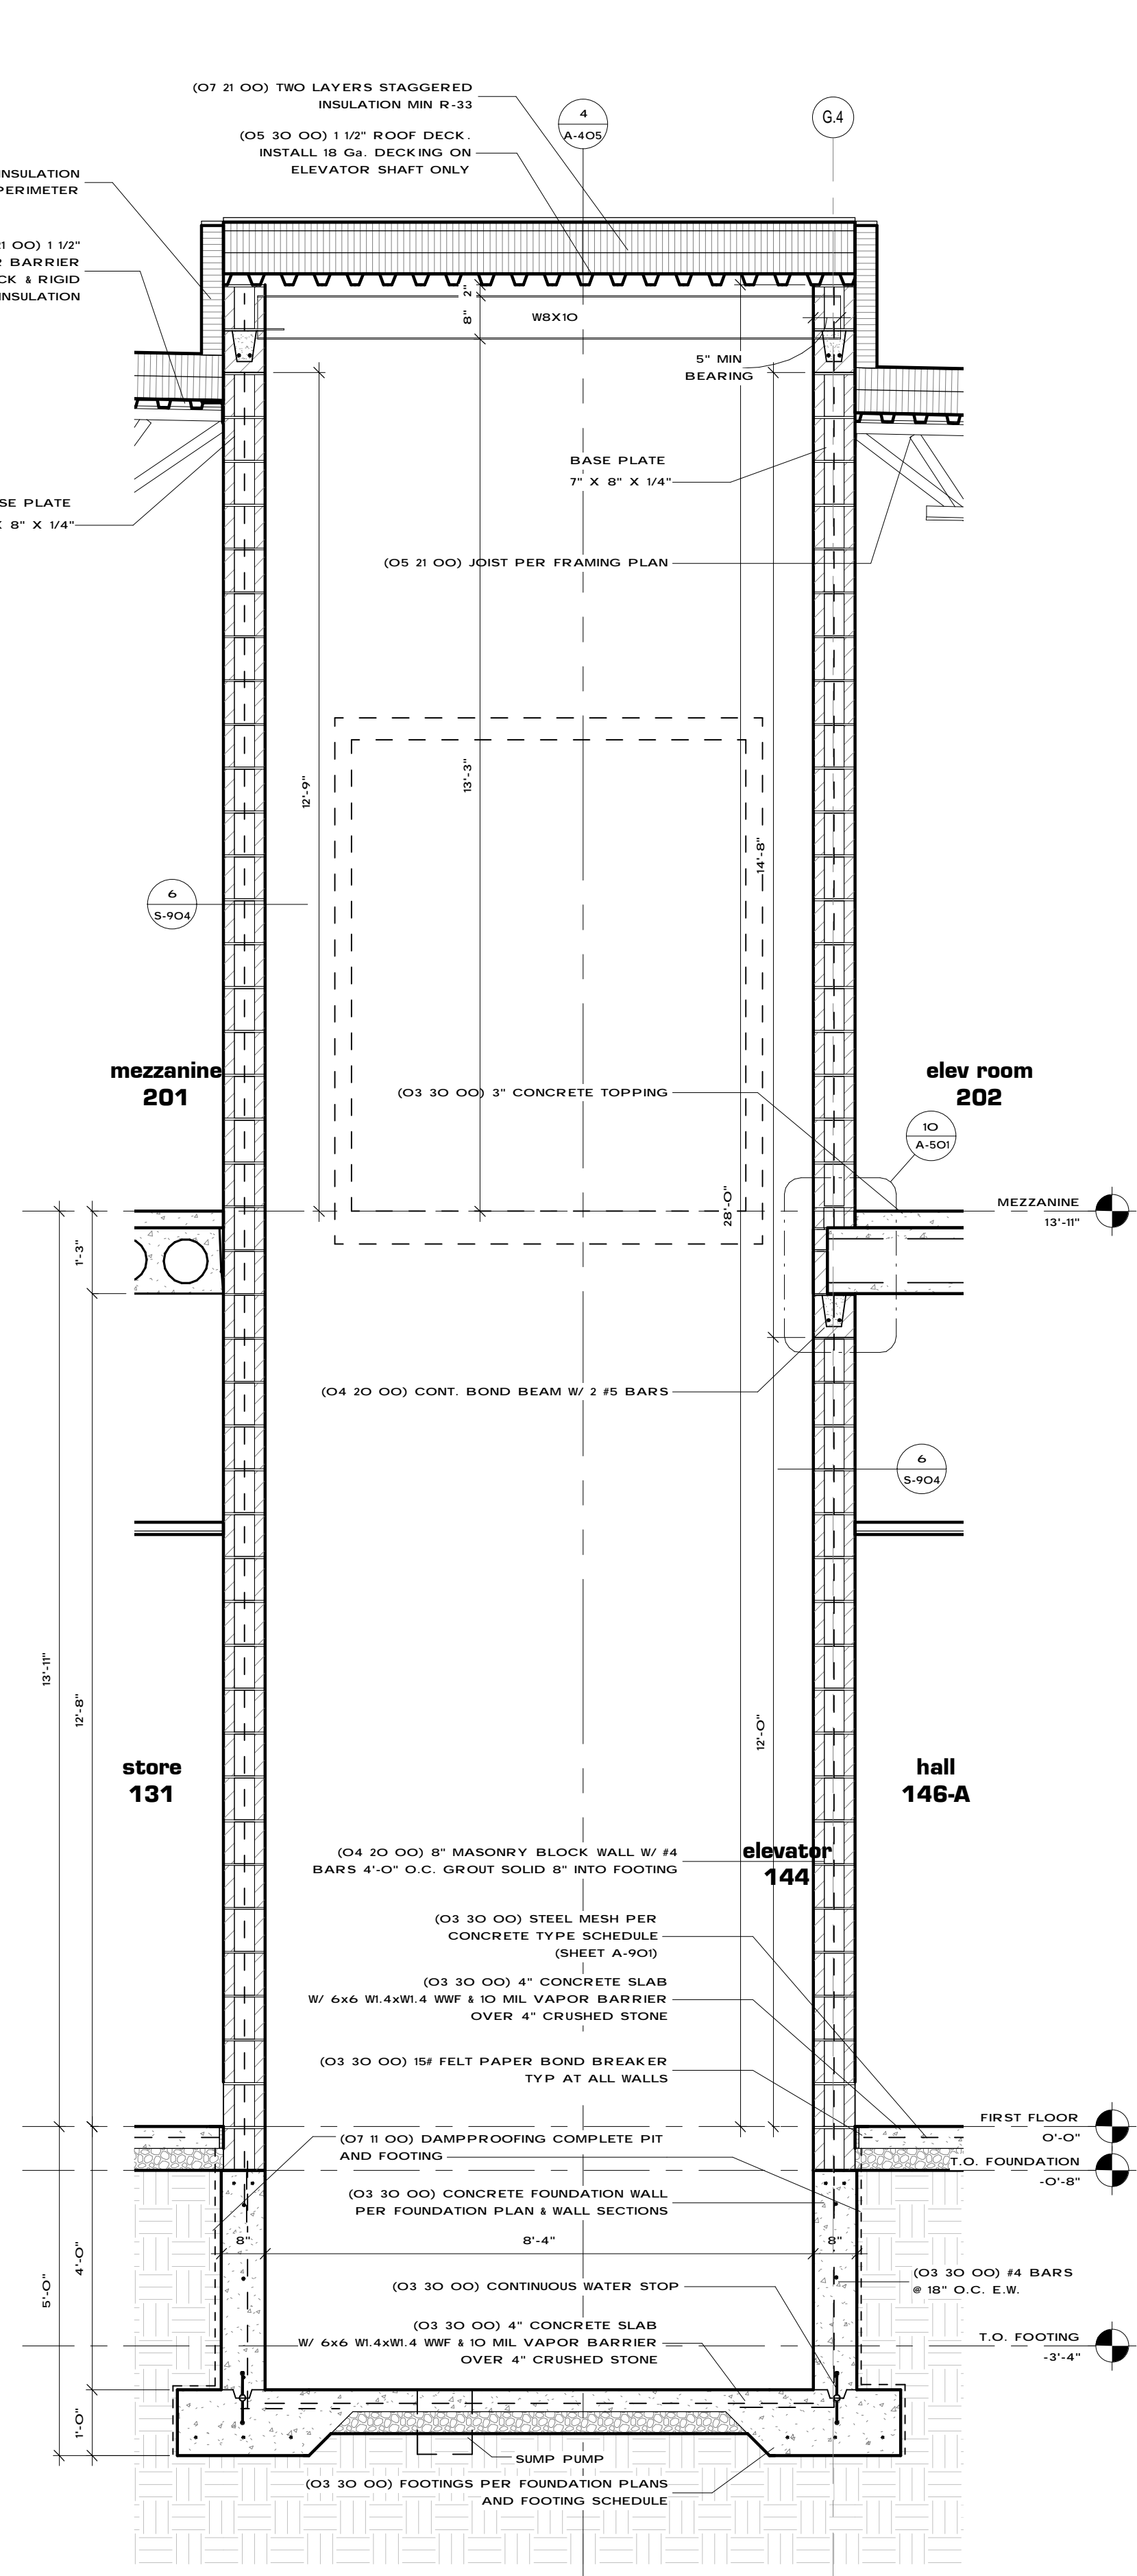 (07 21 00) TWO LAYERS STAGGERED
INSULATION MIN R-33
4
A-405
G.4
(05 30 00) 1 1/2" ROOF DECK.
INSTALL 18 Ga. DECKING ON
ELEVATOR SHAFT ONLY
INSULATION
PERIMETER
1 00) 1 1/2"
BARRIER
CK & RIGID
INSULATION
2"
8"
W8X10
5" MIN
BEARING
BASE PLATE
7" X 8" X 1/4"
SE PLATE
X 8" X 1/4"
(05 21 00) JOIST PER FRAMING PLAN
12'-9"
13'-3"
14'-8"
6
S-904
mezzanine
201
elev room
202
(03 30 00) 3" CONCRETE TOPPING
10
A-501
28'-0"
MEZZANINE
13'-11"
1'-3"
(04 20 00) CONT. BOND BEAM W/ 2 #5 BARS
6
S-904
13'-11"
12'-8"
12'-0"
store
131
hall
146-A
elevator
144
(04 20 00) 8" MASONRY BLOCK WALL W/ #4
BARS 4'-0" O.C. GROUT SOLID 8" INTO FOOTING
(03 30 00) STEEL MESH PER
CONCRETE TYPE SCHEDULE
(SHEET A-901)
(03 30 00) 4" CONCRETE SLAB
W/ 6x6 W1.4xW1.4 WWF & 10 MIL VAPOR BARRIER
OVER 4" CRUSHED STONE
(03 30 00) 15# FELT PAPER BOND BREAKER
TYP AT ALL WALLS
FIRST FLOOR
0'-0"
(07 11 00) DAMPPROOFING COMPLETE PIT
AND FOOTING
T.O. FOUNDATION
-0'-8"
(03 30 00) CONCRETE FOUNDATION WALL
PER FOUNDATION PLAN & WALL SECTIONS
8"
8'-4"
8"
4'-0"
5'-0"
(03 30 00) #4 BARS
@ 18" O.C. E.W.
(03 30 00) CONTINUOUS WATER STOP
(03 30 00) 4" CONCRETE SLAB
W/ 6x6 W1.4xW1.4 WWF & 10 MIL VAPOR BARRIER
OVER 4" CRUSHED STONE
T.O. FOOTING
-3'-4"
1'-0"
SUMP PUMP
(03 30 00) FOOTINGS PER FOUNDATION PLANS
AND FOOTING SCHEDULE